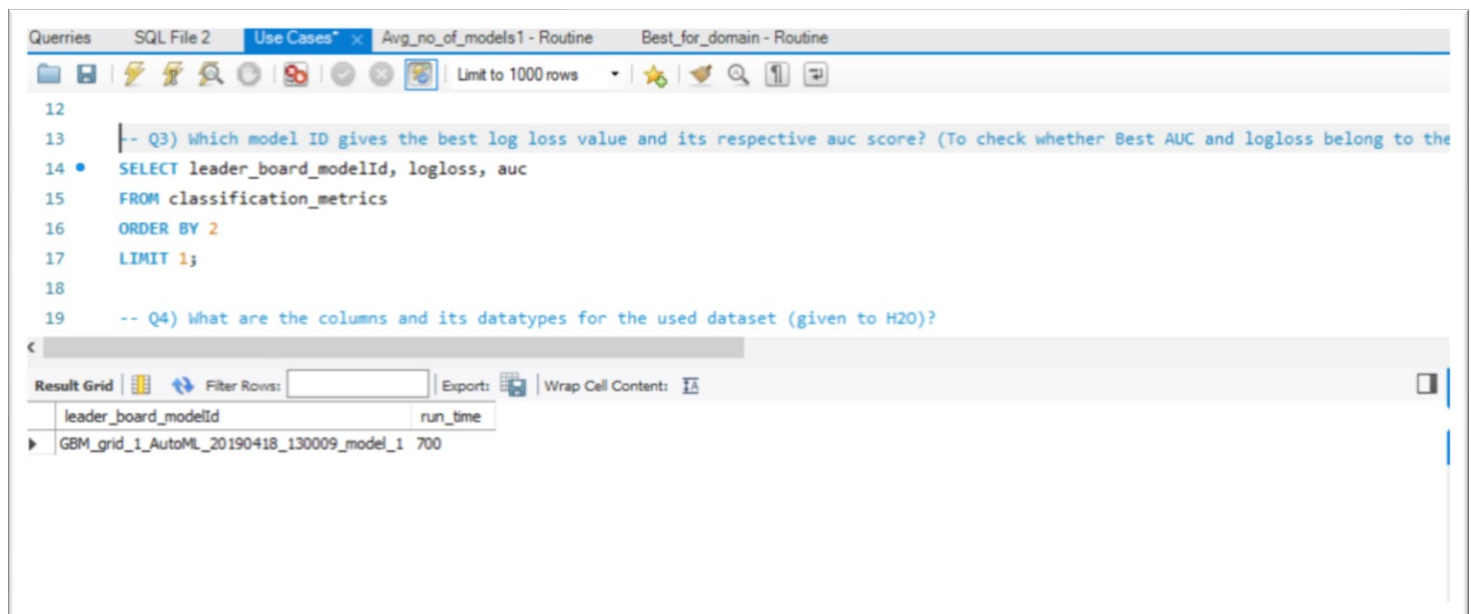 Querries SQL File 2 Use Cases* × Avg_no_of_models1 - Routine Best_for_domain - Routine
Limit to 1000 rows
12
13 -- Q3) Which model ID gives the best log loss value and its respective auc score? (To check whether Best AUC and logloss belong to the
14 SELECT leader_board_modelId, logloss, auc
15 FROM classification_metrics
16 ORDER BY 2
17 LIMIT 1;
18
19 -- Q4) What are the columns and its datatypes for the used dataset (given to H2O)?
Result Grid Filter Rows: Export: Wrap Cell Content:
leader_board_modelId run_time
GBM_grid_1_AutoML_20190418_130009_model_1 700